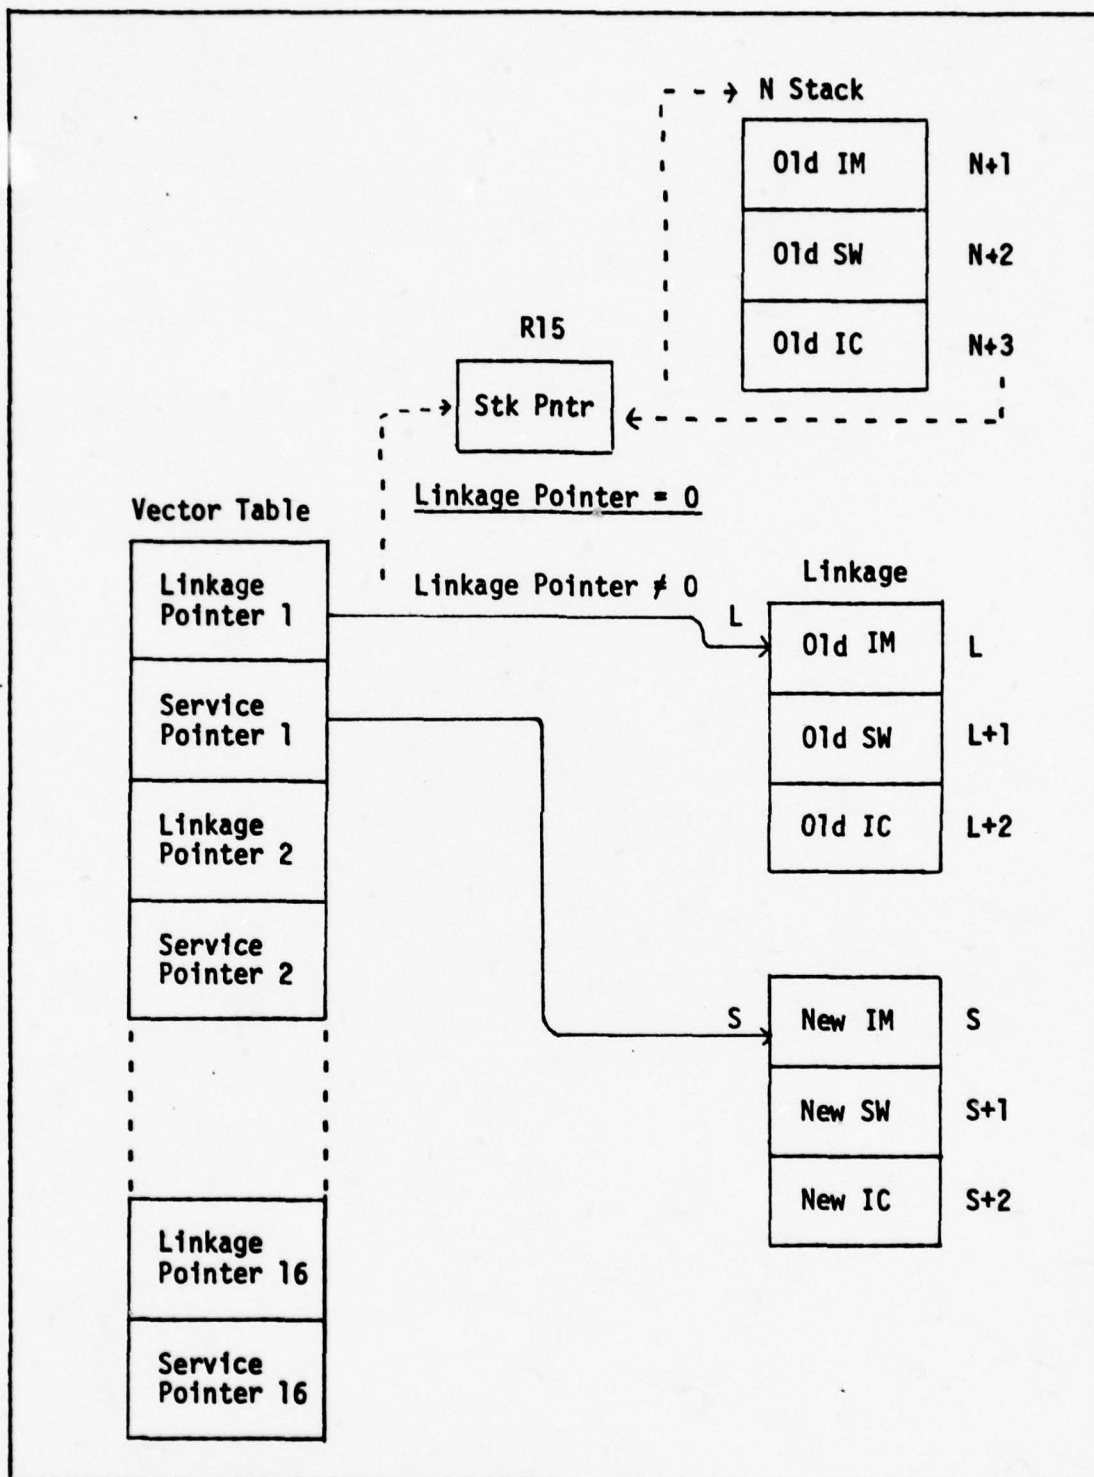 N Stack
Old IM N+1
Old SW N+2
Old IC N+3
R15
Stk Pntr
Linkage Pointer = 0
Vector Table
Linkage Pointer ≠ 0
Linkage
Linkage
Pointer 1
L
Old IM L
Service
Pointer 1
Old SW L+1
Linkage
Pointer 2
Old IC L+2
Service
Pointer 2
S
New IM S
New SW S+1
New IC S+2
Linkage
Pointer 16
Service
Pointer 16